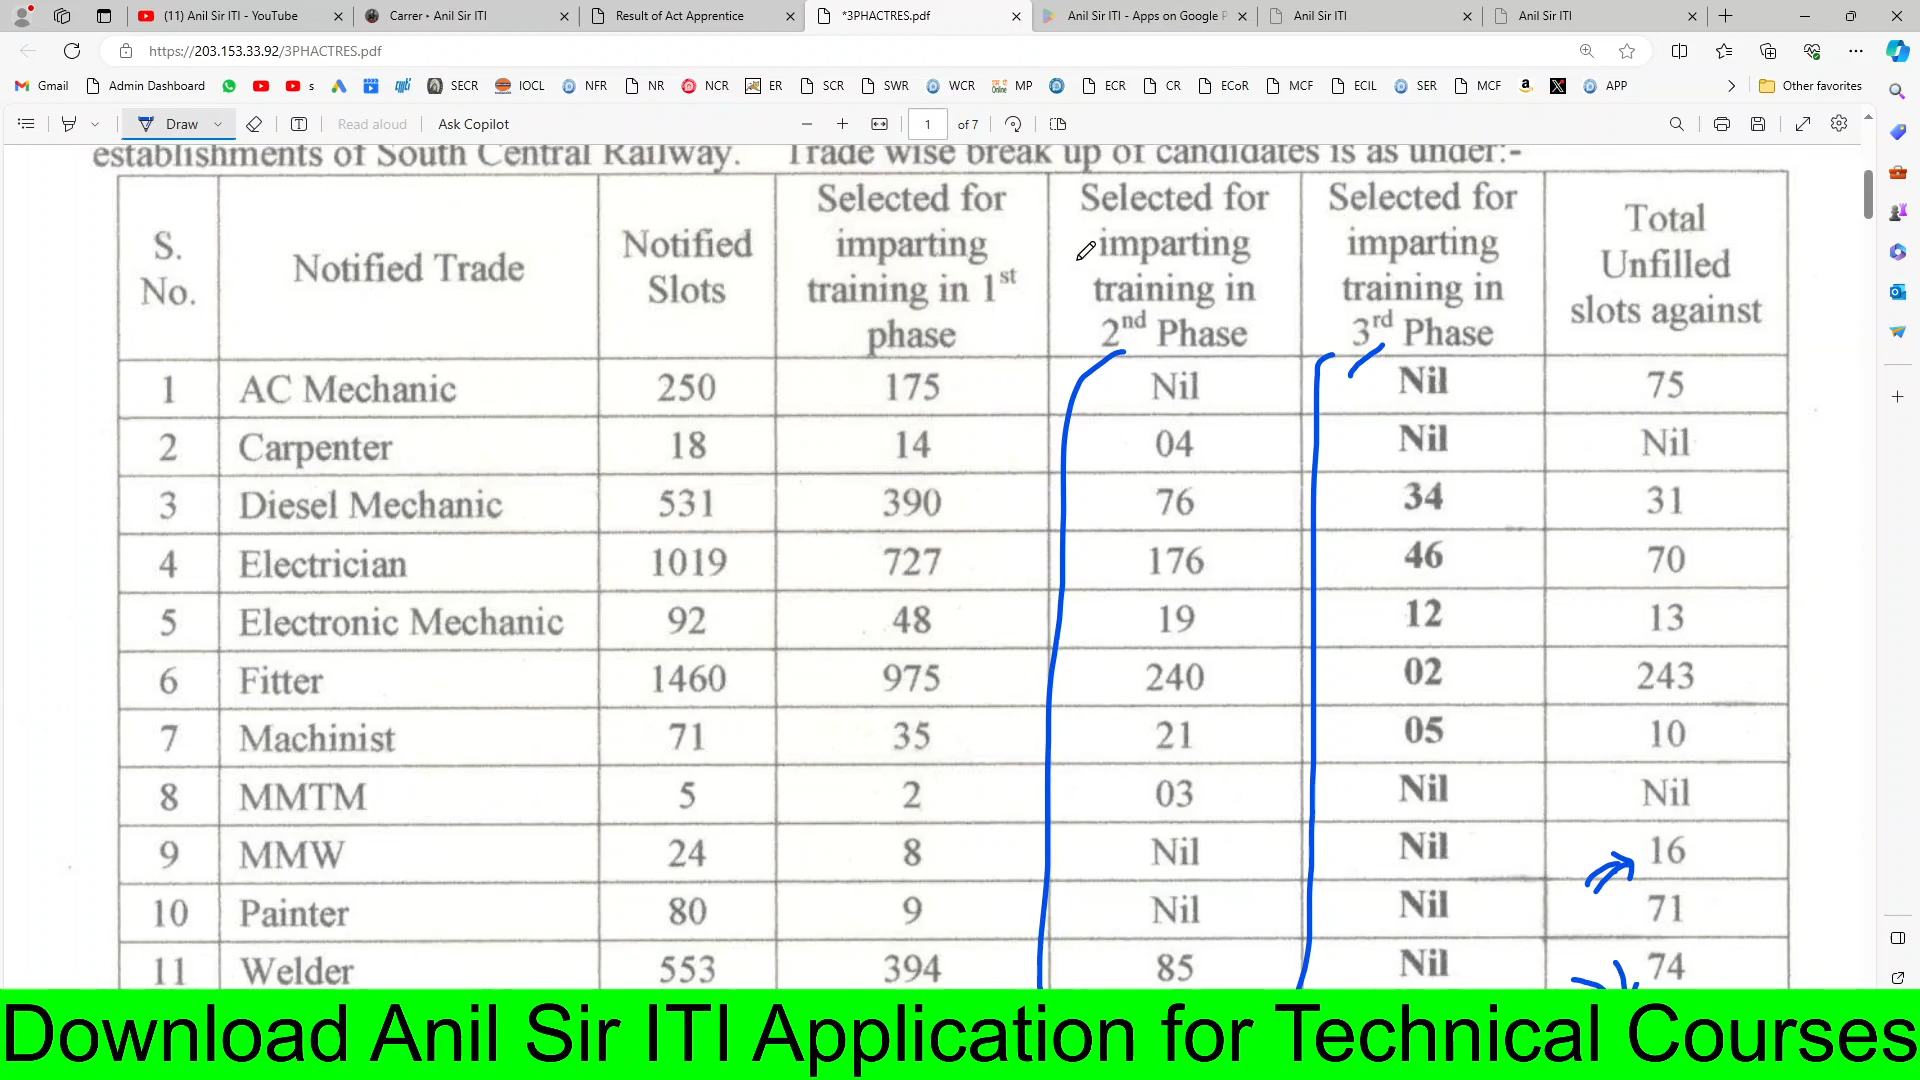 (11) Anil Sir ITI - YouTube
Carrer • Anil Sir ITI
Result of Act Apprentice
*3PHACTRES.pdf
Anil Sir ITI - Apps on Google P
Anil Sir ITI
Anil Sir ITI
https://203.153.33.92/3PHACTRES.pdf
Gmail Admin Dashboard s SECR IOCL NFR NR NCR ER SCR SWR WCR MP ECR CR ECoR MCF ECIL SER MCF APP Other favorites
Draw Read aloud Ask Copilot 1 of 7
establishments of South Central Railway. Trade wise break up of candidates is as under:-
S. No. Notified Trade Notified Slots Selected for imparting training in 1st phase Selected for imparting training in 2nd Phase Selected for imparting training in 3rd Phase Total Unfilled slots against
1 AC Mechanic 250 175 Nil Nil 75
2 Carpenter 18 14 04 Nil Nil
3 Diesel Mechanic 531 390 76 34 31
4 Electrician 1019 727 176 46 70
5 Electronic Mechanic 92 48 19 12 13
6 Fitter 1460 975 240 02 243
7 Machinist 71 35 21 05 10
8 MMTM 5 2 03 Nil Nil
9 MMW 24 8 Nil Nil 16
10 Painter 80 9 Nil Nil 71
11 Welder 553 394 85 Nil 74
Download Anil Sir ITI Application for Technical Courses